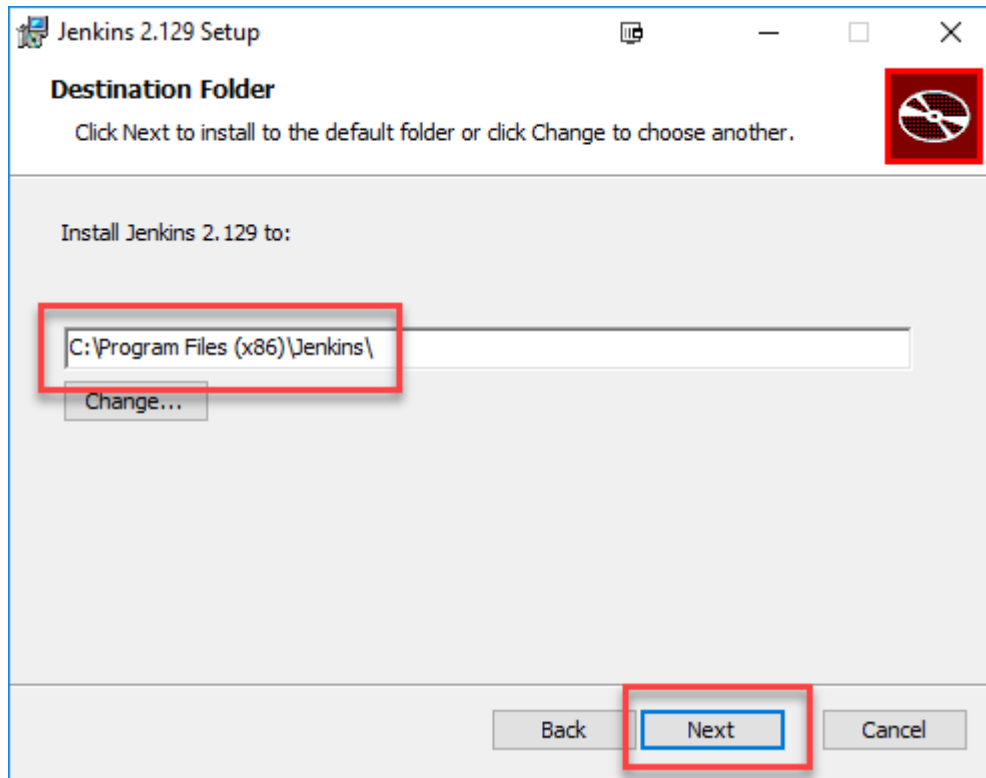 Jenkins 2.129 Setup
Destination Folder
Click Next to install to the default folder or click Change to choose another.
Install Jenkins 2.129 to:
C:\Program Files (x86)\Jenkins\
Change...
Back Next Cancel